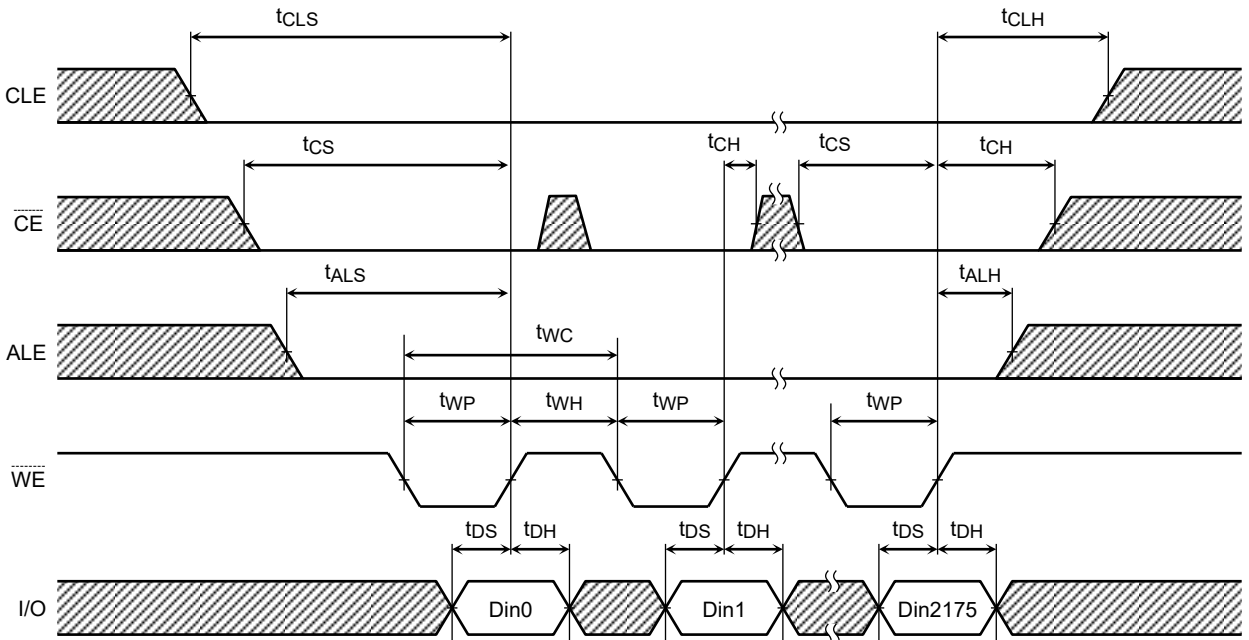 tCLS tCLH
CLE
tCS tCH tCS tCH
CE
tALS tALH
ALE
tWC
tWP tWH tWP tWP
WE
tDS tDH tDS tDH tDS tDH
I/O Din0 Din1 Din2175